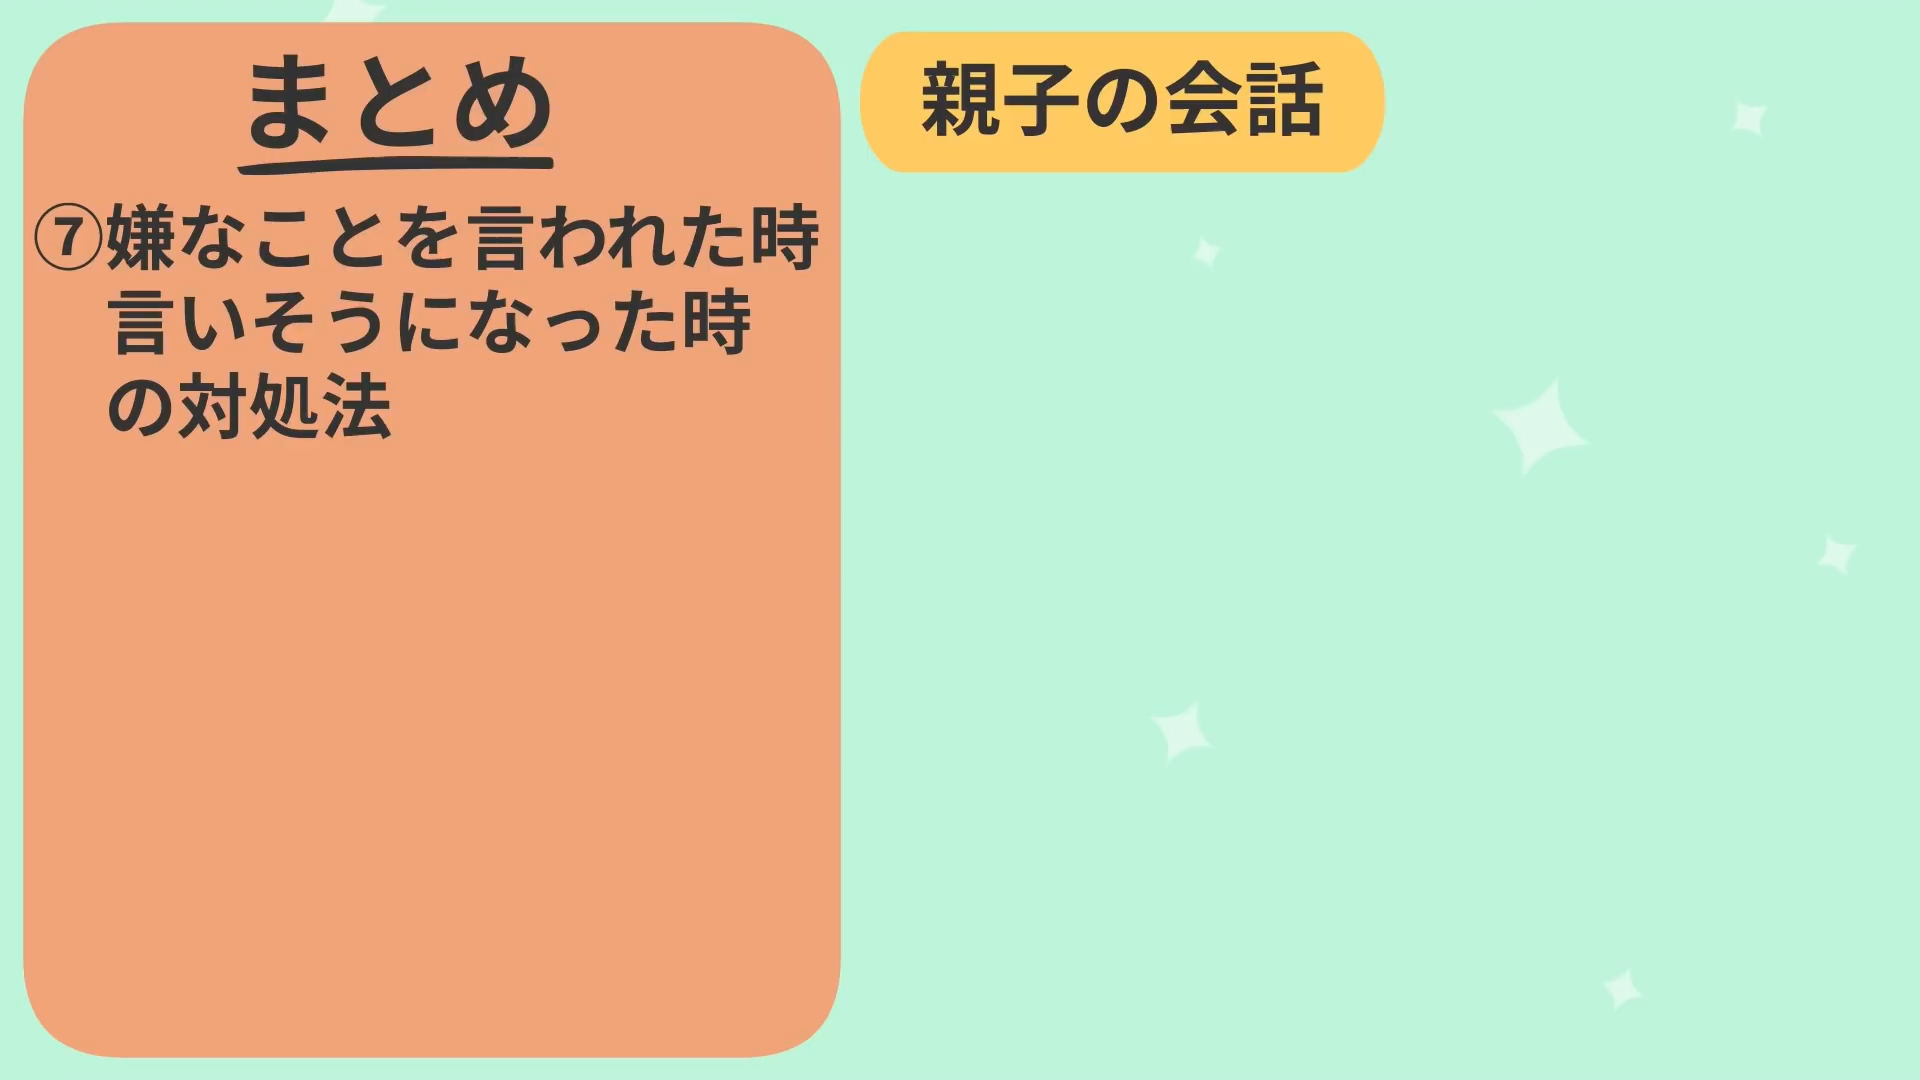 まとめ
⑦嫌なことを言われた時
言いそうになった時
の対処法
親子の会話